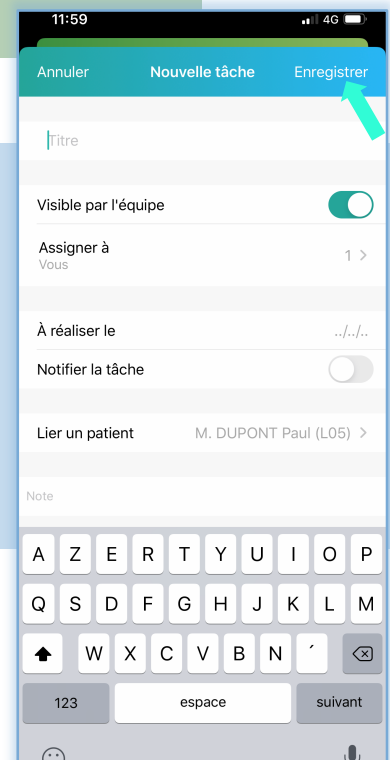 11:59 4G
Annuler Nouvelle tâche Enregistrer
Titre
Visible par l'équipe
Assigner à
Vous
1 >
À réaliser le ../../..
Notifier la tâche
Lier un patient M. DUPONT Paul (L05) >
Note
A Z E R T Y U I O P
Q S D F G H J K L M
W X C V B N ´
123 espace suivant